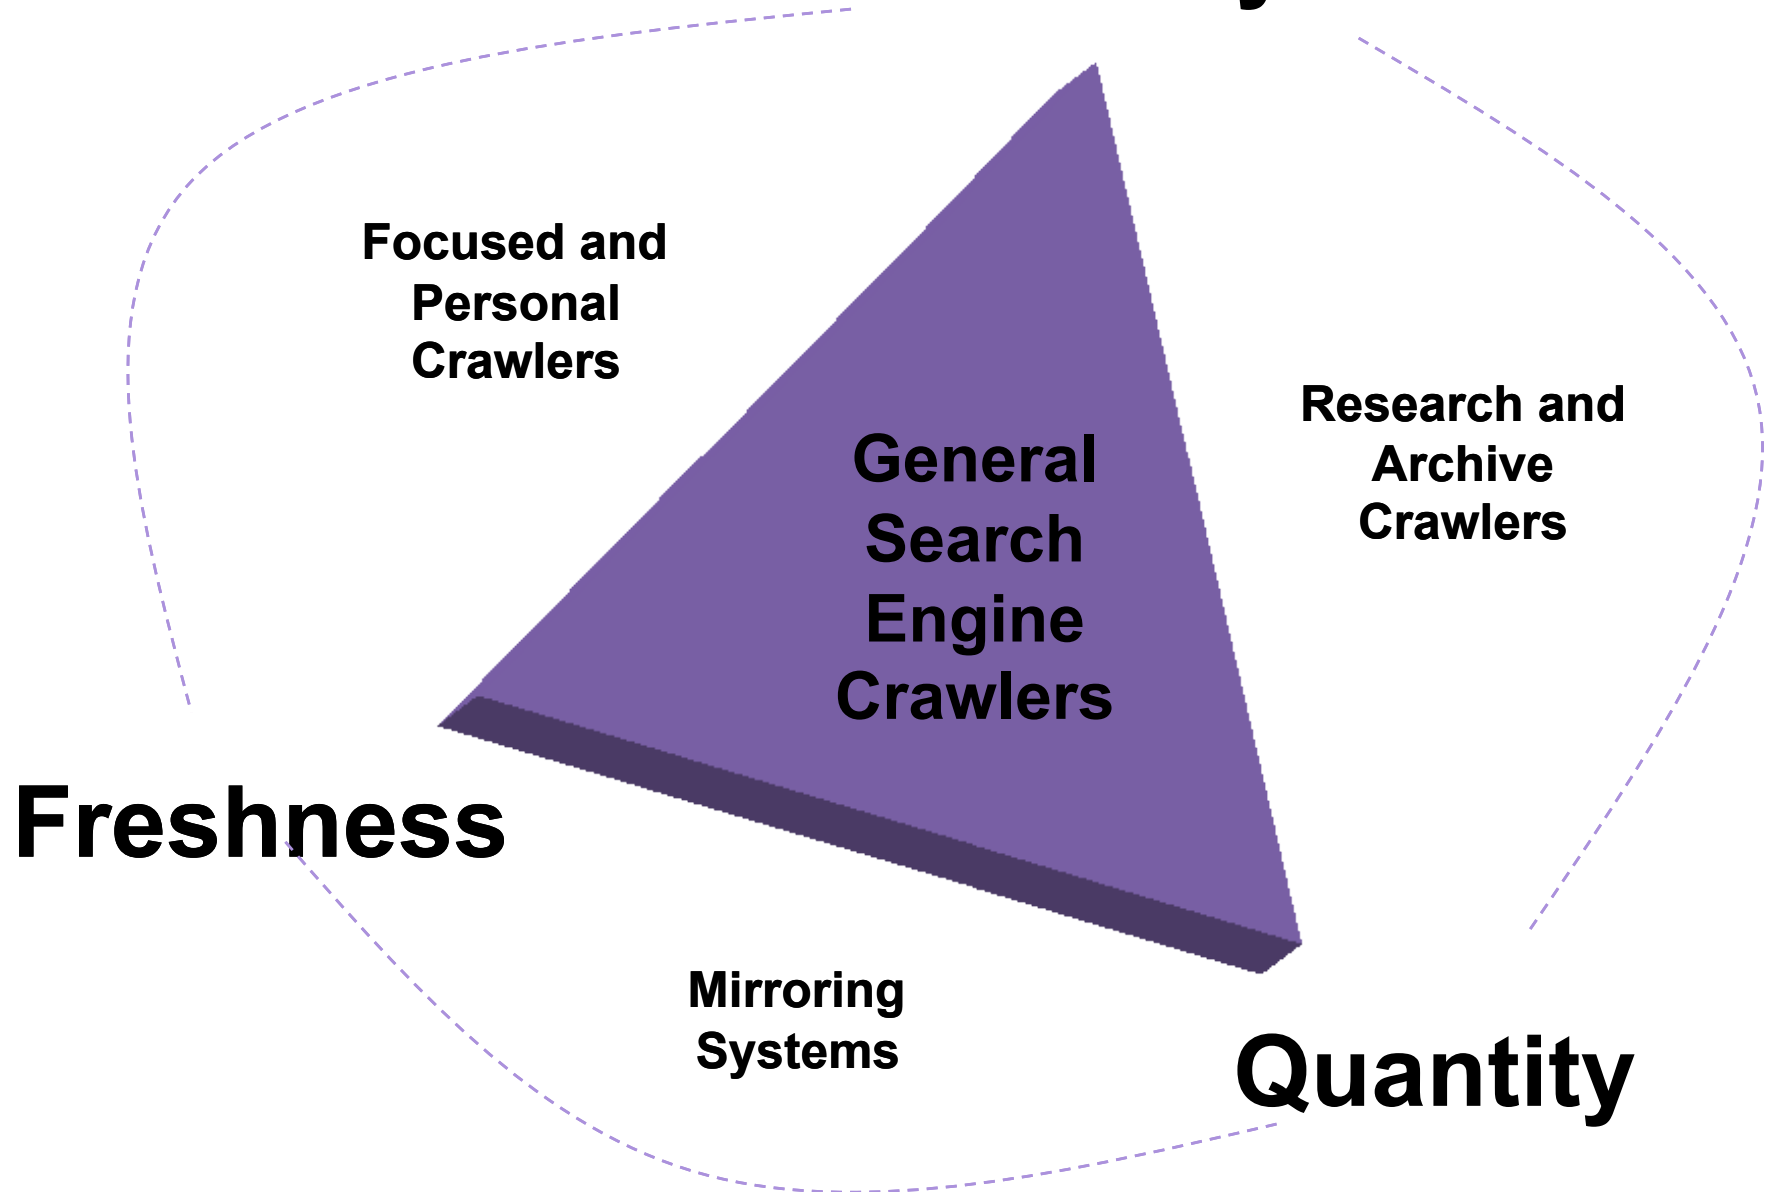 Focused and
Personal
Crawlers
Research and
Archive
Crawlers
General
Search
Engine
Crawlers
Freshness
Mirroring
Systems
Quantity